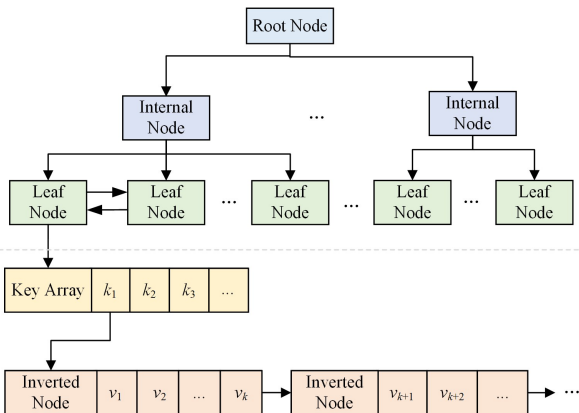 Root Node
Internal
Node
...
Internal
Node
Leaf
Node
Leaf
Node
...
Leaf
Node
...
Leaf
Node
...
Leaf
Node
Key Array k₁ k₂ k₃ ...
Inverted
Node
v₁ v₂ ... vₖ
Inverted
Node
vₖ₊₁ vₖ₊₂ ...
...